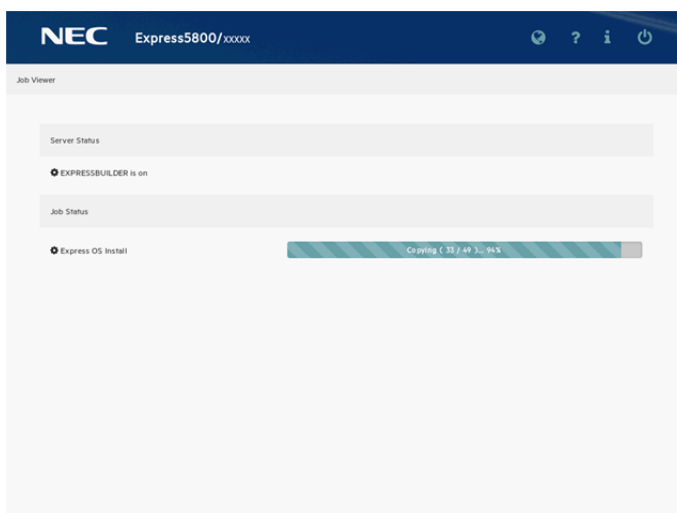 NEC Express5800/xxxxx ? i
Job Viewer
Server Status
EXPRESSBUILDER is on
Job Status
Express OS Install Copying ( 33 / 49 )... 94%